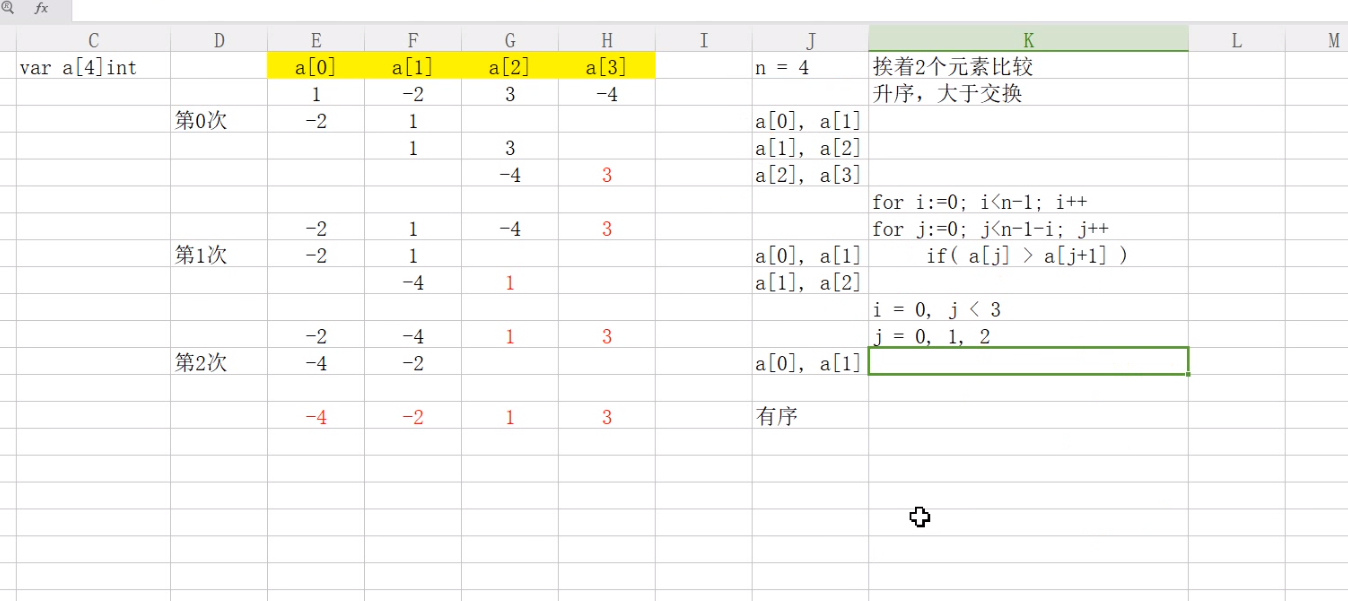 fx
C D E F G H I J K L M
var a[4]int a[0] a[1] a[2] a[3] n = 4 挨着2个元素比较
1 -2 3 -4 升序，大于交换
第0次 -2 1 a[0], a[1]
1 3 a[1], a[2]
-4 3 a[2], a[3]
for i:=0; i<n-1; i++
-2 1 -4 3 for j:=0; j<n-1-i; j++
第1次 -2 1 a[0], a[1] if( a[j] > a[j+1] )
-4 1 a[1], a[2]
i = 0, j < 3
-2 -4 1 3 j = 0, 1, 2
第2次 -4 -2 a[0], a[1]
-4 -2 1 3 有序